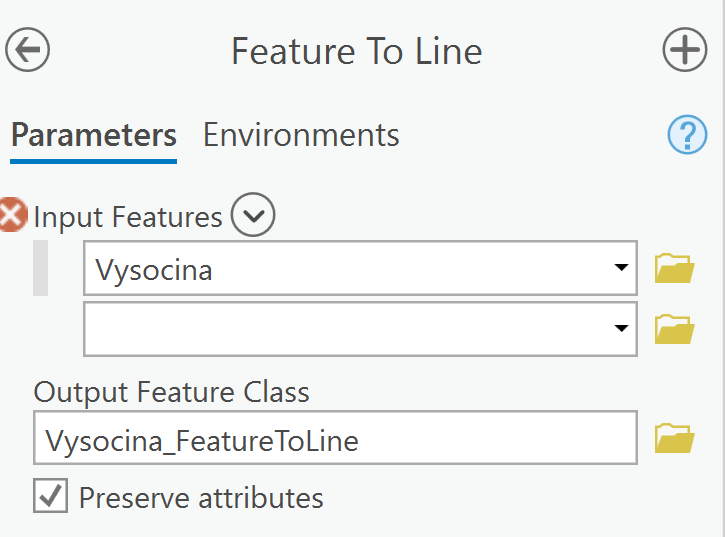 Feature To Line
Parameters Environments
?
Input Features
Vysocina
Output Feature Class
Vysocina_FeatureToLine
Preserve attributes